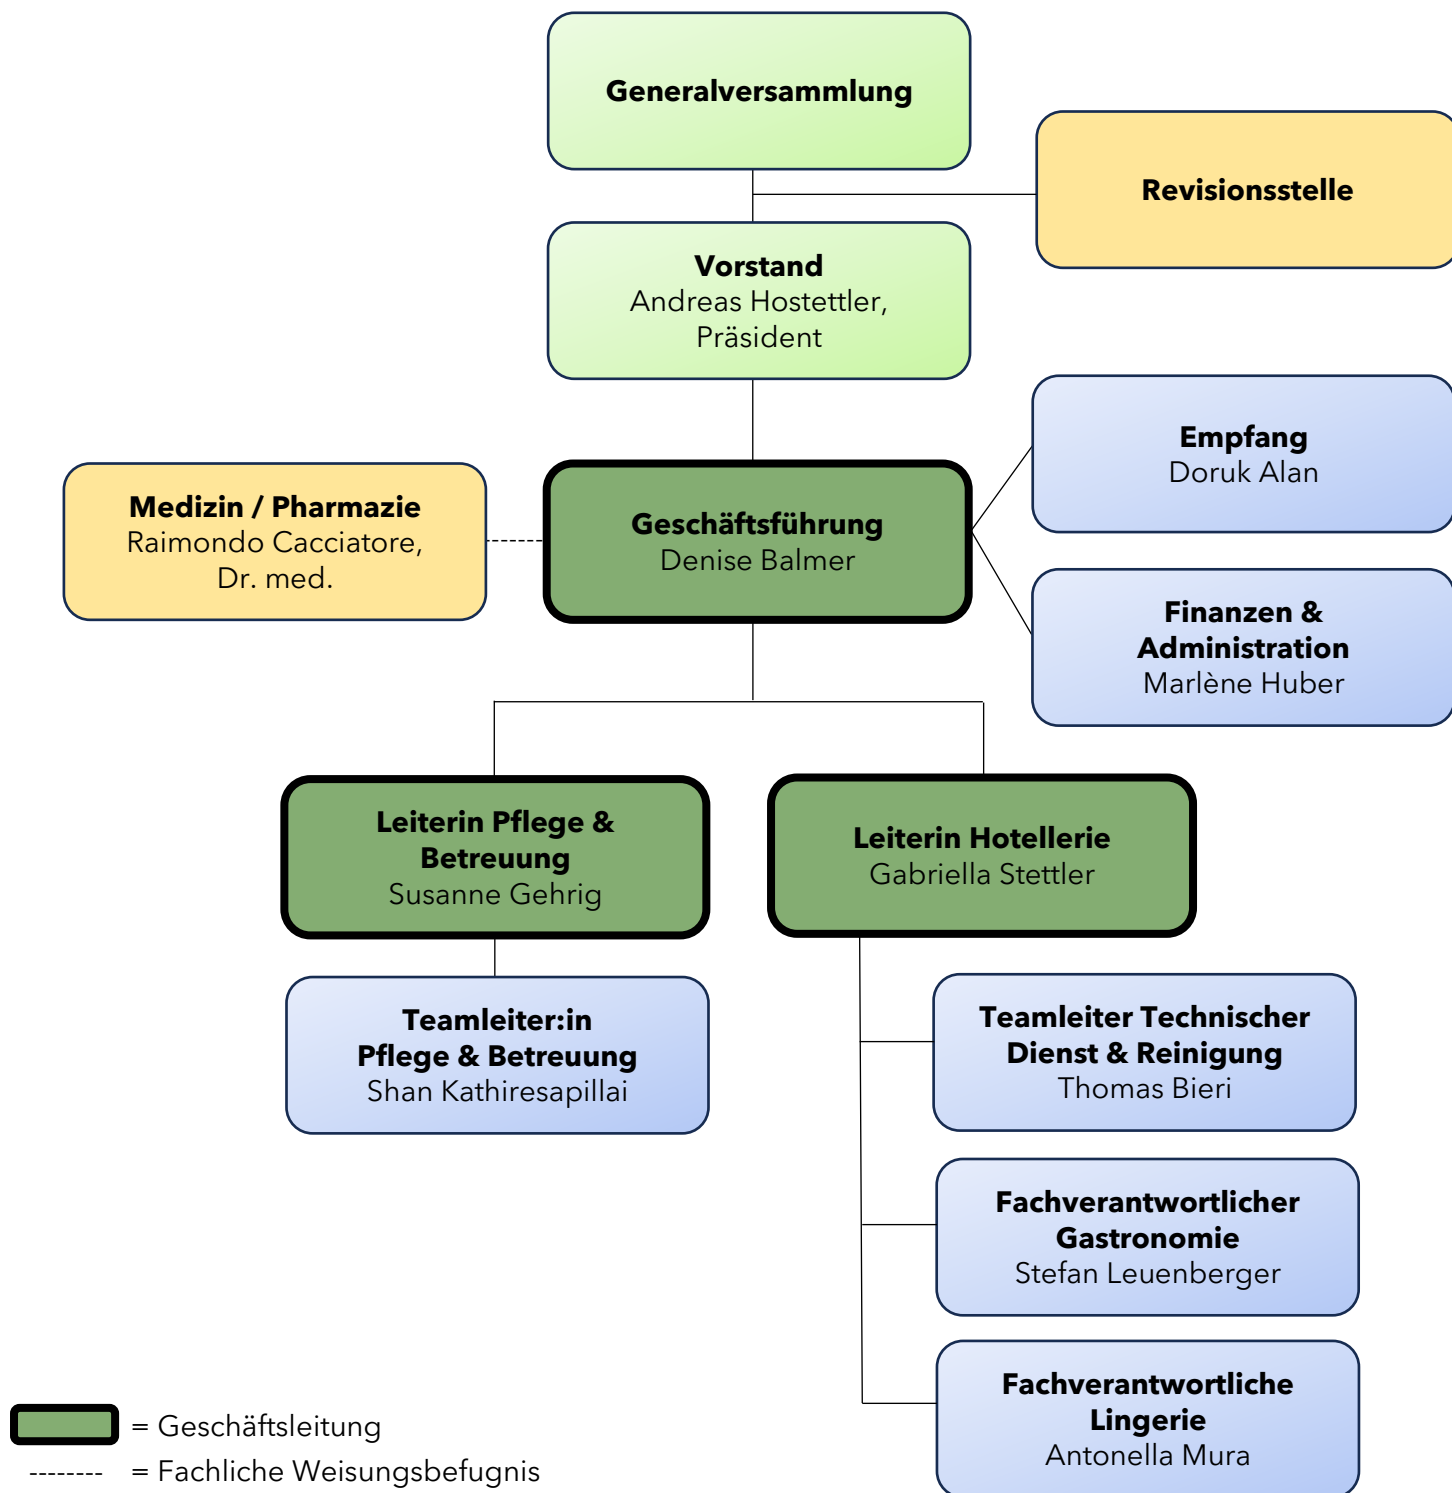 Generalversammlung
Revisionsstelle
Vorstand
Andreas Hostettler,
Präsident
Empfang
Doruk Alan
Medizin / Pharmazie
Raimondo Cacciatore,
Dr. med.
Geschäftsführung
Denise Balmer
Finanzen &
Administration
Marlène Huber
Leiterin Pflege &
Betreuung
Susanne Gehrig
Leiterin Hotellerie
Gabriella Stettler
Teamleiter:in
Pflege & Betreuung
Shan Kathiresapillai
Teamleiter Technischer
Dienst & Reinigung
Thomas Bieri
Fachverantwortlicher
Gastronomie
Stefan Leuenberger
Fachverantwortliche
Lingerie
Antonella Mura
= Geschäftsleitung
-------- = Fachliche Weisungsbefugnis